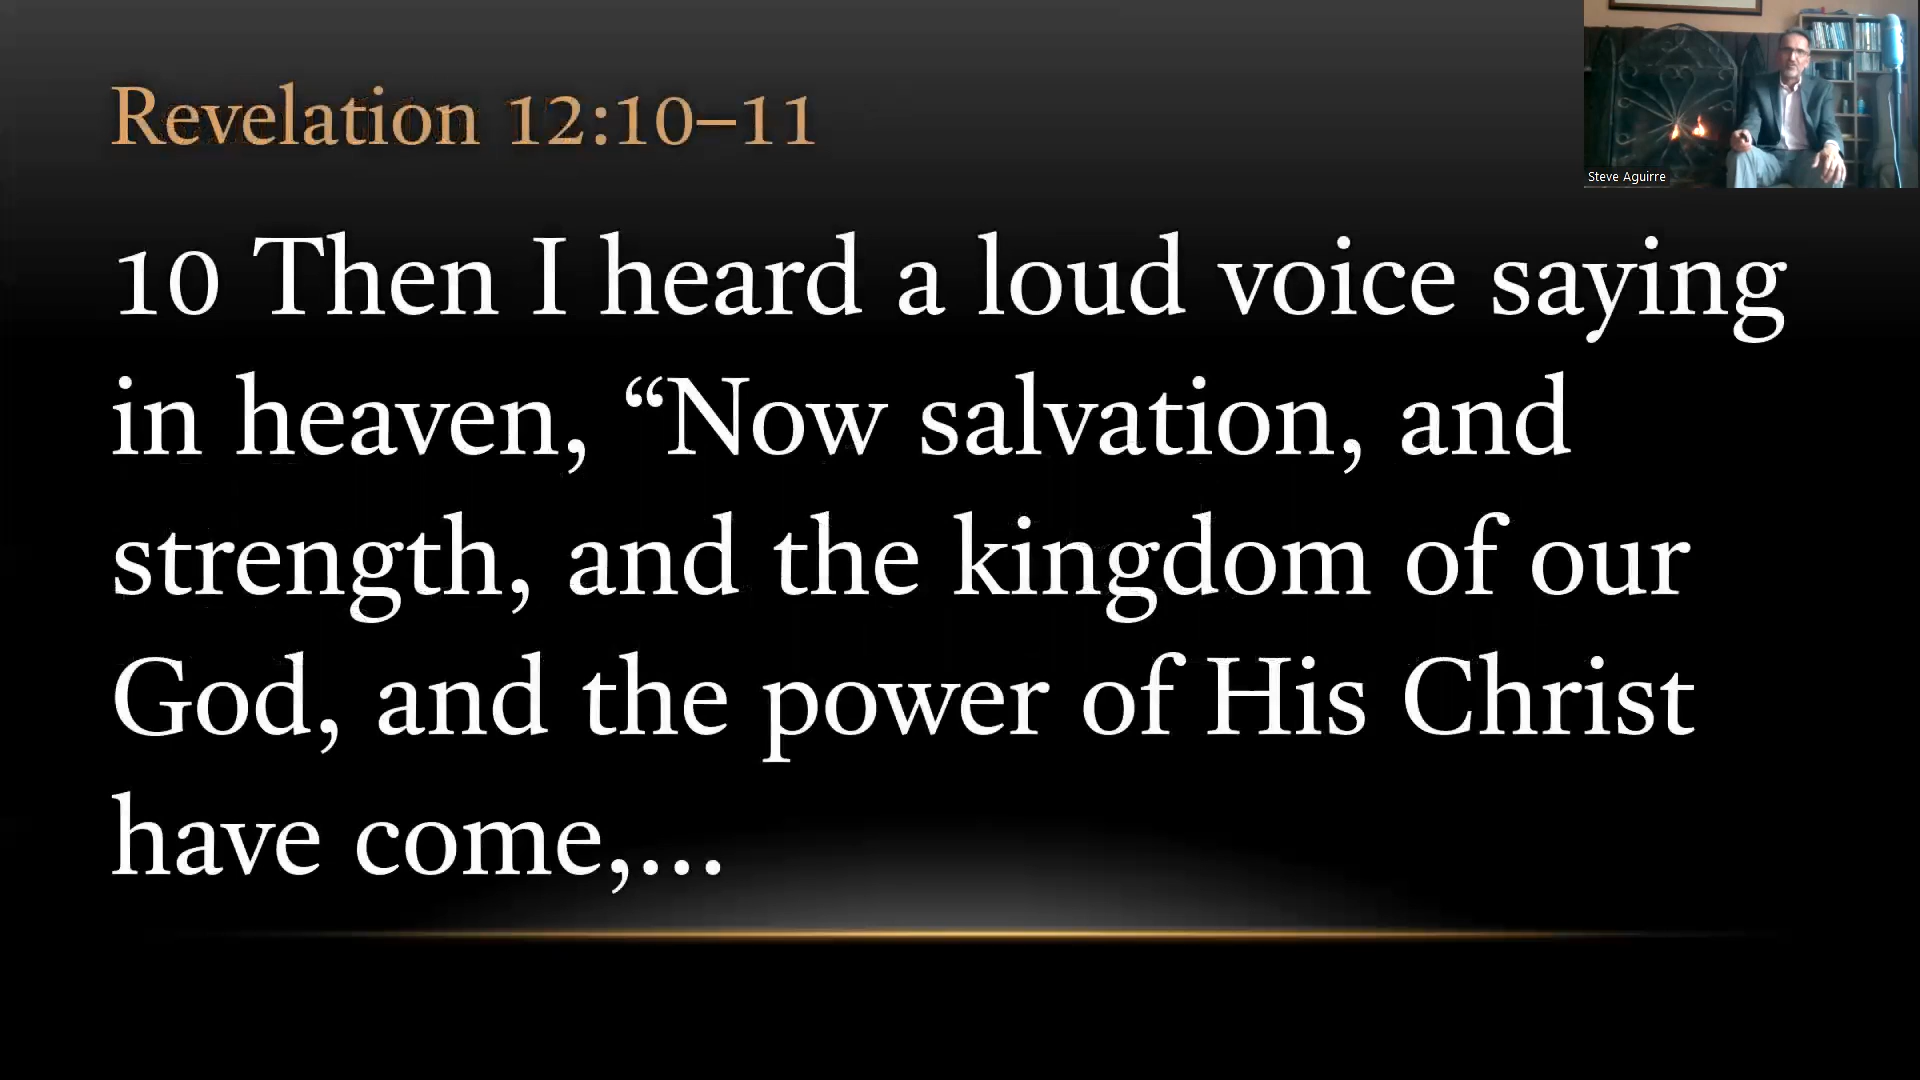 Revelation 12:10–11
Steve Aguirre
10 Then I heard a loud voice saying
in heaven, “Now salvation, and
strength, and the kingdom of our
God, and the power of His Christ
have come,...